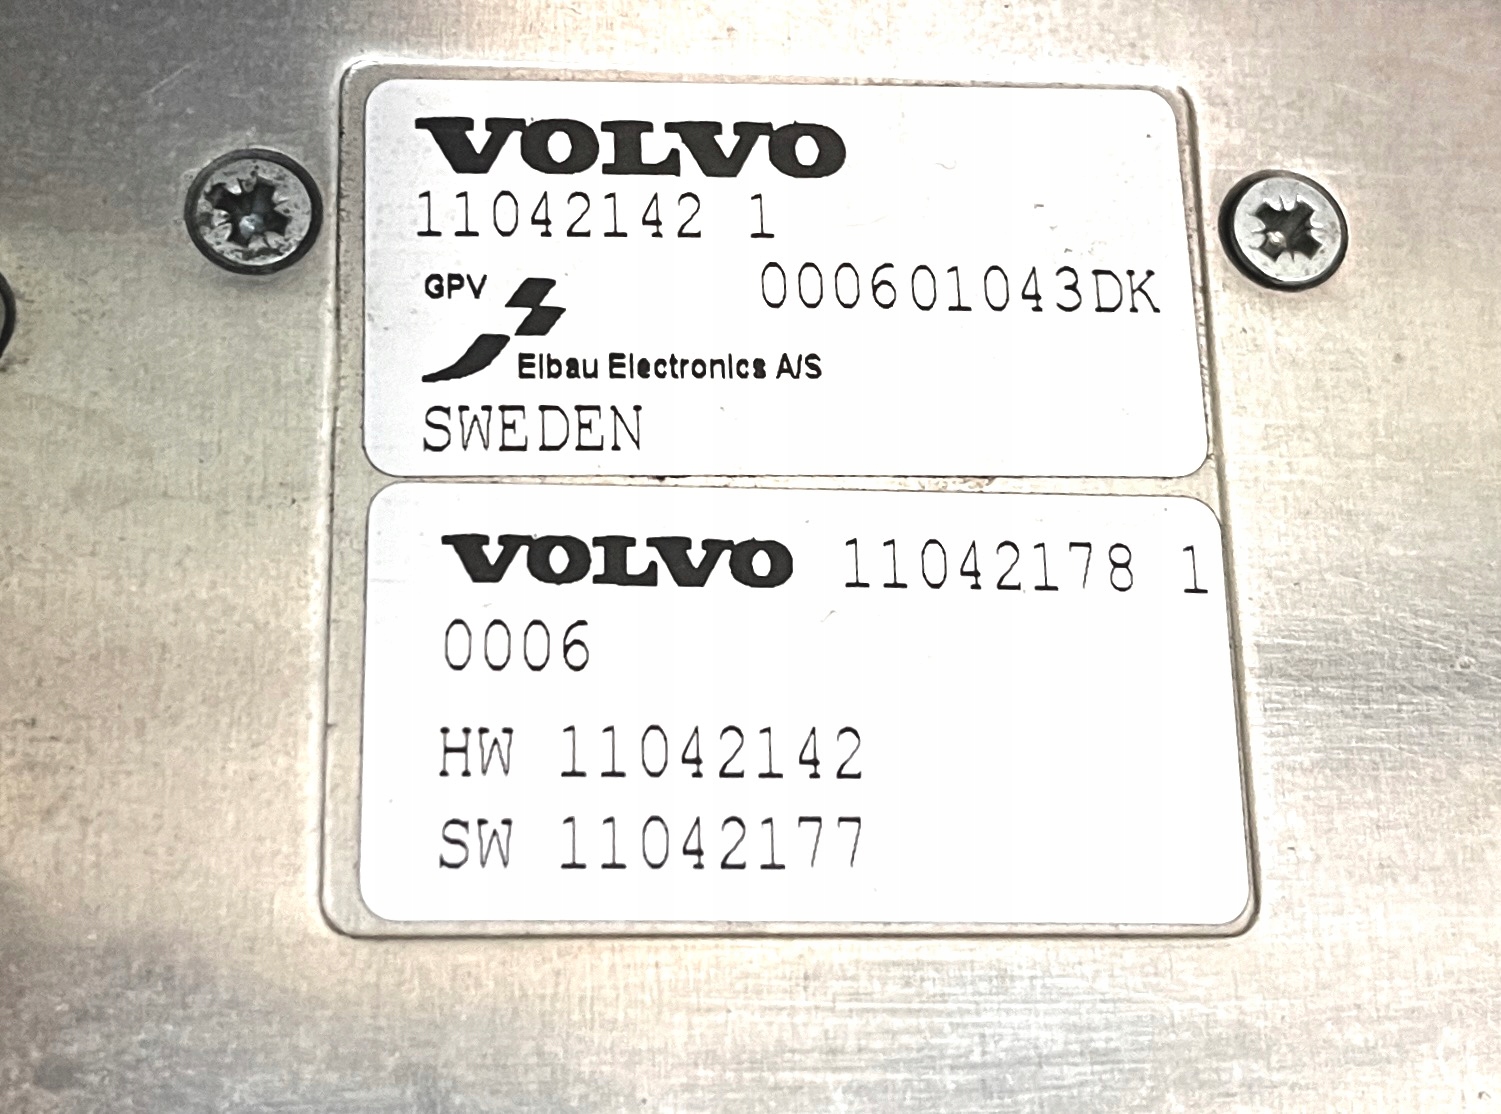 VOLVO
11042142 1
000601043DK
GPV
Elbau Electronics A/S
SWEDEN
VOLVO 11042178 1
0006
HW 11042142
SW 11042177